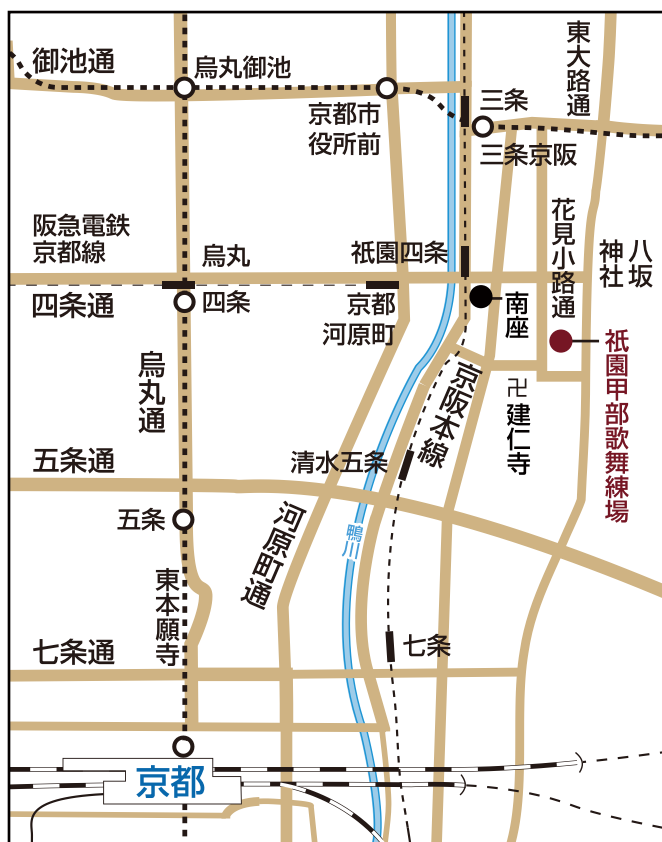 御池通
烏丸御池
東大路通
京都市
役所前
三条
三条京阪
阪急電鉄
京都線
烏丸
祇園四条
花見小路通
八坂
神社
四条通
四条
京都
河原町
南座
祇園甲部歌舞練場
烏丸通
京阪本線
卍建仁寺
五条通
清水五条
五条
河原町通
鴨川
東本願寺
七条通
七条
京都